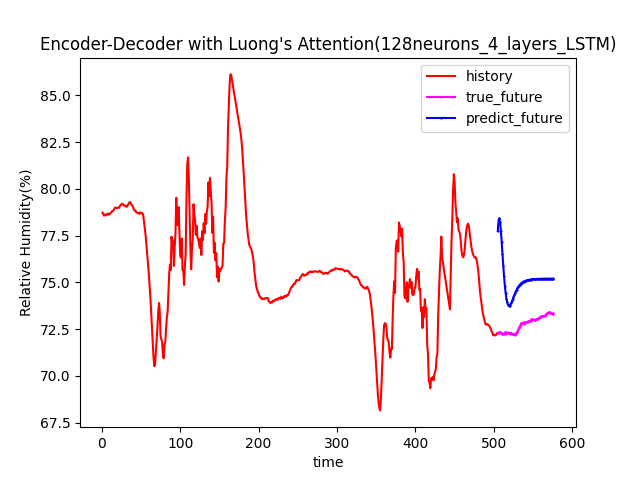 Encoder-Decoder with Luong's Attention(128neurons_4_layers_LSTM)
history
true_future
predict_future
Relative Humidity(%)
85.0
82.5
80.0
77.5
75.0
72.5
70.0
67.5
0 100 200 300 400 500 600
time